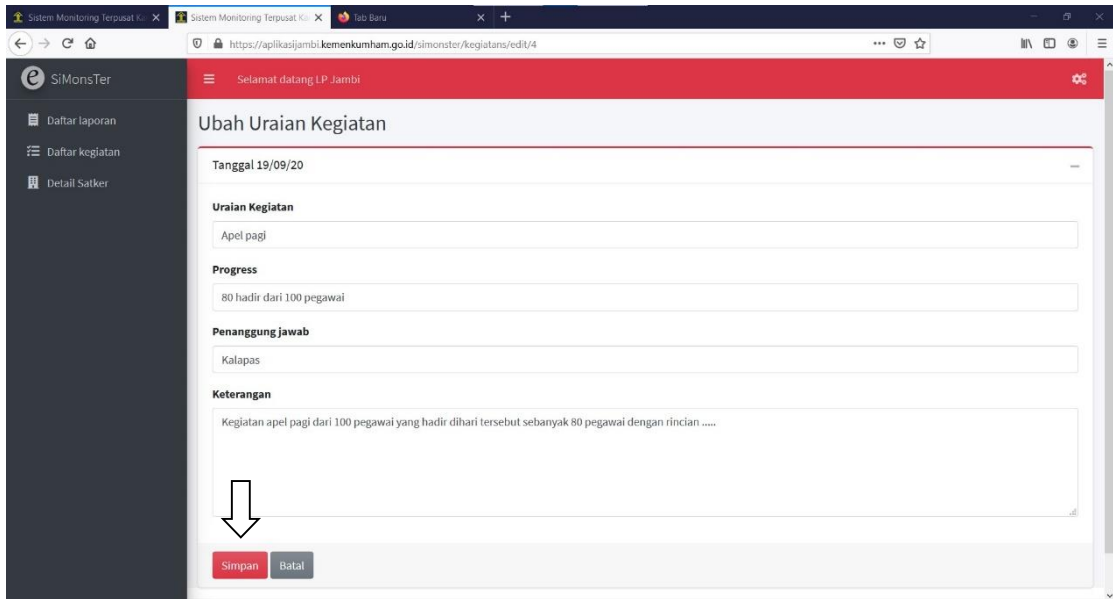 Sistem Monitoring Terpusat Ka
Sistem Monitoring Terpusat Ka
Tab Baru
https://aplikasijambi.kemenkumham.go.id/simonster/kegiatans/edit/4
e SiMonsTer
Selamat datang LP Jambi
Daftar laporan
Daftar kegiatan
Detail Satker
Ubah Uraian Kegiatan
Tanggal 19/09/20
Uraian Kegiatan
Apel pagi
Progress
80 hadir dari 100 pegawai
Penanggung jawab
Kalapas
Keterangan
Kegiatan apel pagi dari 100 pegawai yang hadir dihari tersebut sebanyak 80 pegawai dengan rincian .....
Simpan Batal